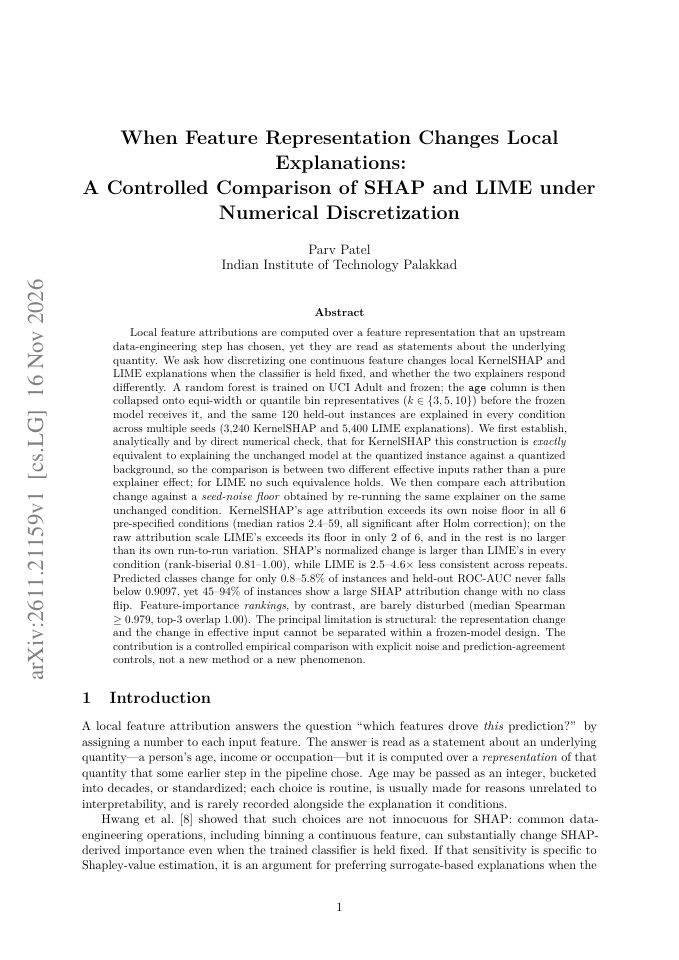 arXiv:2611.21159v1 [cs.LG] 16 Nov 2026
When Feature Representation Changes Local
Explanations:
A Controlled Comparison of SHAP and LIME under
Numerical Discretization
Parv Patel
Indian Institute of Technology Palakkad
Abstract
Local feature attributions are computed over a feature representation that an upstream
data-engineering step has chosen, yet they are read as statements about the underlying
quantity. We ask how discretizing one continuous feature changes local KernelSHAP and
LIME explanations when the classifier is held fixed, and whether the two explainers respond
differently. A random forest is trained on UCI Adult and frozen; the age column is then
collapsed onto equi-width or quantile bin representatives (k ∈ {3, 5, 10}) before the frozen
model receives it, and the same 120 held-out instances are explained in every condition
across multiple seeds (3,240 KernelSHAP and 5,400 LIME explanations). We first establish,
analytically and by direct numerical check, that for KernelSHAP this construction is exactly
equivalent to explaining the unchanged model at the quantized instance against a quantized
background, so the comparison is between two different effective inputs rather than a pure
explainer effect; for LIME no such equivalence holds. We then compare each attribution
change against a seed-noise floor obtained by re-running the same explainer on the same
unchanged condition. KernelSHAP's age attribution exceeds its own noise floor in all 6
pre-specified conditions (median ratios 2.4–59, all significant after Holm correction); on the
raw attribution scale LIME's exceeds its floor in only 2 of 6, and in the rest is no larger
than its own run-to-run variation. SHAP's normalized change is larger than LIME's in every
condition (rank-biserial 0.81–1.00), while LIME is 2.5–4.6× less consistent across repeats.
Predicted classes change for only 0.8–5.8% of instances and held-out ROC-AUC never falls
below 0.9097, yet 45–94% of instances show a large SHAP attribution change with no class
flip. Feature-importance rankings, by contrast, are barely disturbed (median Spearman
≥ 0.979, top-3 overlap 1.00). The principal limitation is structural: the representation change
and the change in effective input cannot be separated within a frozen-model design. The
contribution is a controlled empirical comparison with explicit noise and prediction-agreement
controls, not a new method or a new phenomenon.
1 Introduction
A local feature attribution answers the question “which features drove this prediction?” by
assigning a number to each input feature. The answer is read as a statement about an underlying
quantity—a person's age, income or occupation—but it is computed over a representation of that
quantity that some earlier step in the pipeline chose. Age may be passed as an integer, bucketed
into decades, or standardized; each choice is routine, is usually made for reasons unrelated to
interpretability, and is rarely recorded alongside the explanation it conditions.
Hwang et al. [8] showed that such choices are not innocuous for SHAP: common data-
engineering operations, including binning a continuous feature, can substantially change SHAP-
derived importance even when the trained classifier is held fixed. If that sensitivity is specific to
Shapley-value estimation, it is an argument for preferring surrogate-based explanations when the
1